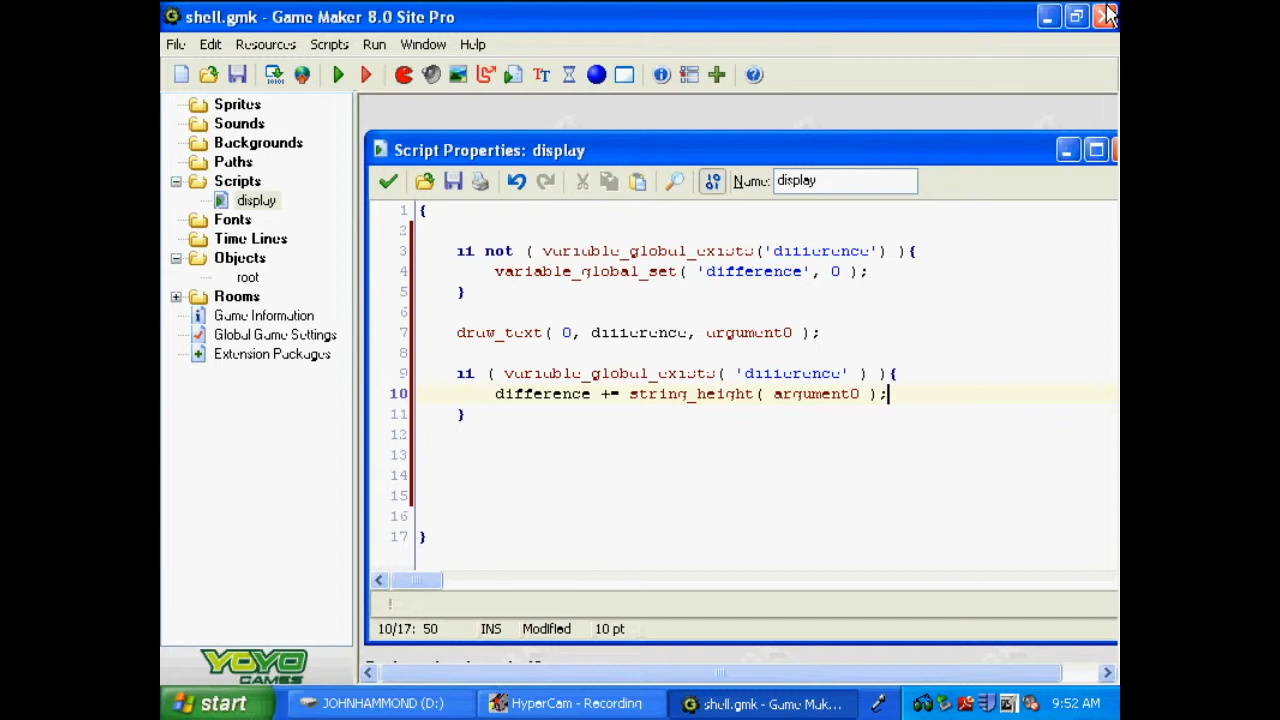 shell.gmk - Game Maker 8.0 Site Pro
File Edit Resources Scripts Run Window Help
Sprites
Sounds
Backgrounds
Paths
Scripts
display
Fonts
Time Lines
Objects
root
Rooms
Game Information
Global Game Settings
Extension Packages
Script Properties: display
Name: display
1 {
2
3 if not ( variable_global_exists('difference') ){
4 variable_global_set( 'difference', 0 );
5 }
6
7 draw_text( 0, difference, argument0 );
8
9 if ( variable_global_exists( 'difference' ) ){
10 difference += string_height( argument0 );
11 }
12
13
14
15
16
17 }
10/17: 50 INS Modified 10 pt
YOYO
GAMES
start JOHNHAMMOND (D:) HyperCam - Recording shell.gmk - Game Mak... 9:52 AM